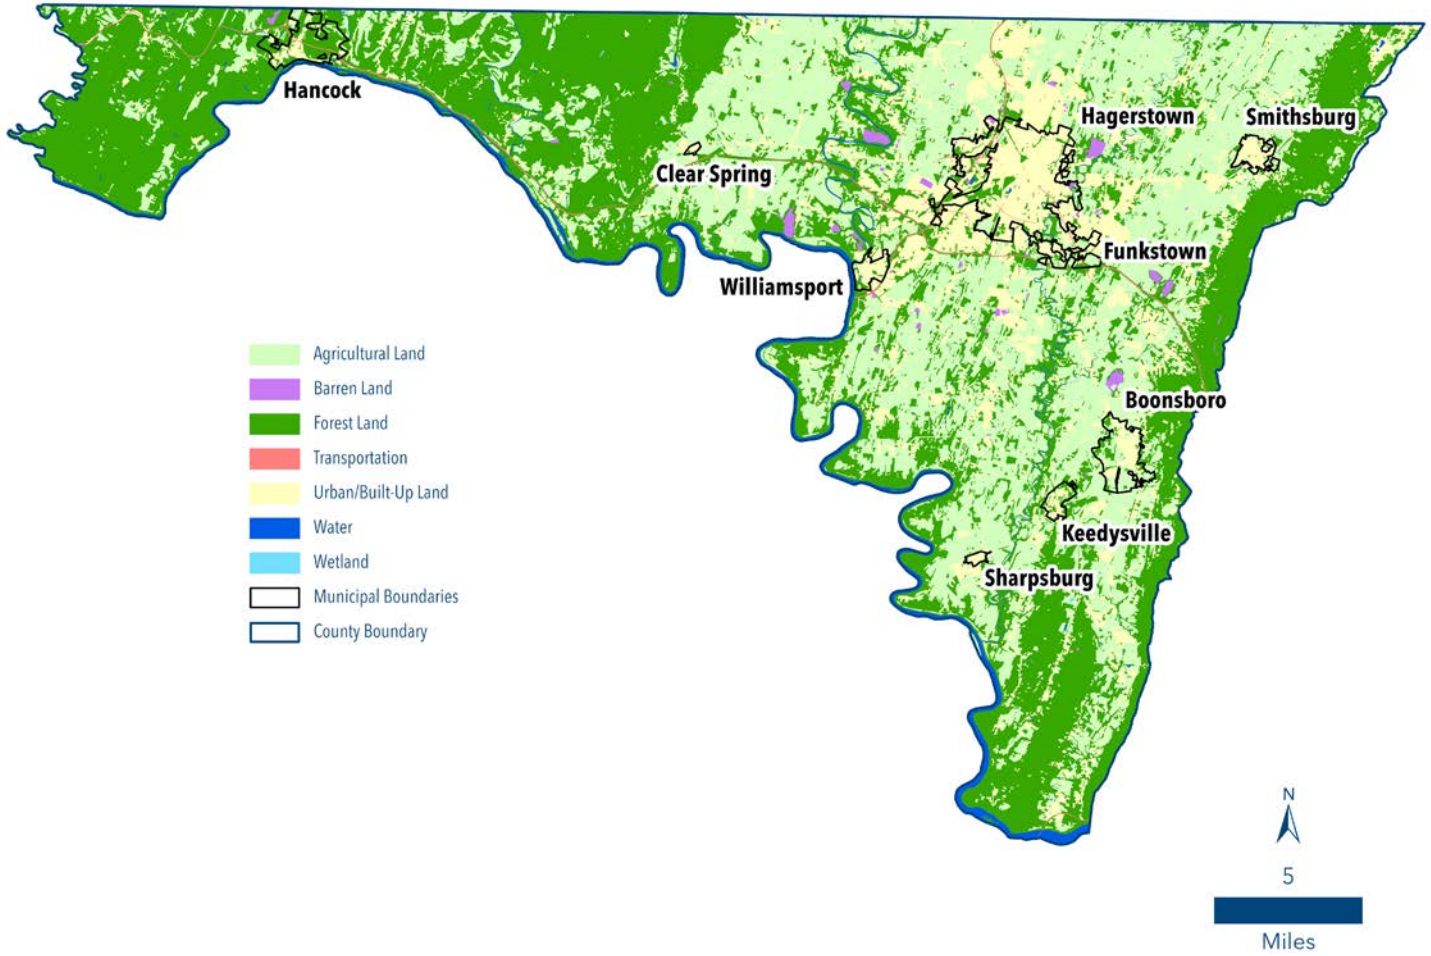 Hancock
Hagerstown
Smithsburg
Clear Spring
Funkstown
Williamsport
Agricultural Land
Barren Land
Forest Land
Transportation
Urban/Built-Up Land
Water
Wetland
Municipal Boundaries
County Boundary
Boonsboro
Keedysville
Sharpsburg
N
5
Miles